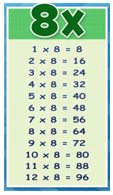 8x
1 x 8 = 8
2 x 8 = 16
3 x 8 = 24
4 x 8 = 32
5 x 8 = 40
6 x 8 = 48
7 x 8 = 56
8 x 8 = 64
9 x 8 = 72
10 x 8 = 80
11 x 8 = 88
12 x 8 = 96